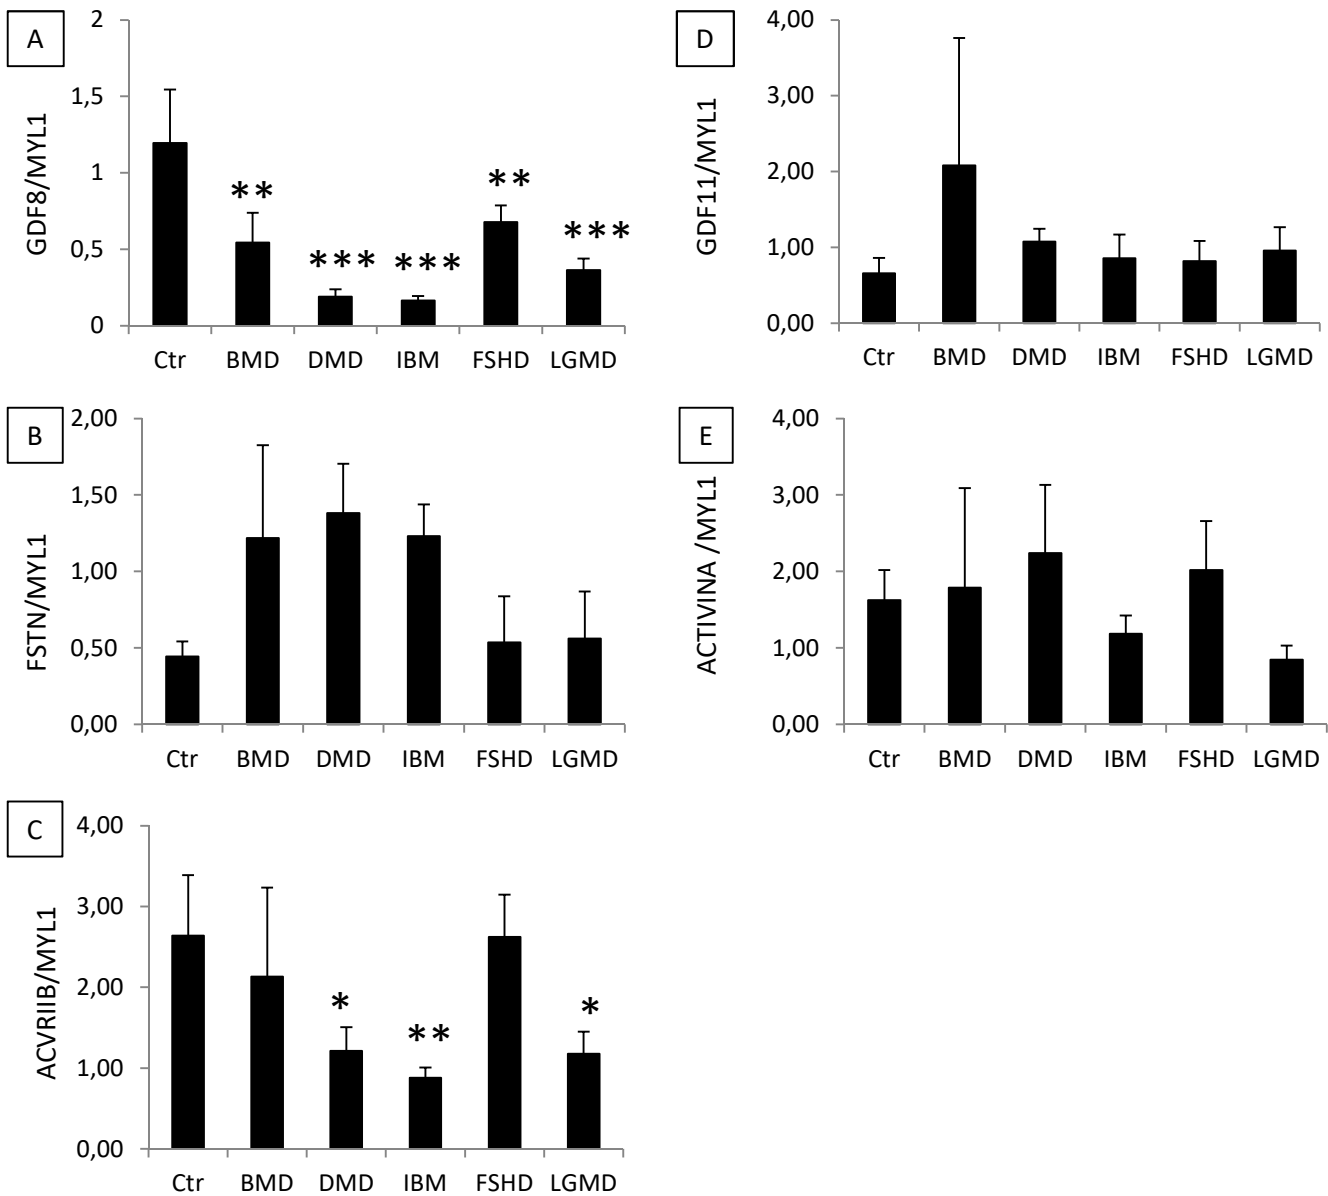 A
GDF8/MYL1
2
1,5
1
0,5
0
**
***
***
**
***
Ctr BMD DMD IBM FSHD LGMD
D
GDF11/MYL1
4,00
3,00
2,00
1,00
0,00
Ctr BMD DMD IBM FSHD LGMD
B
FSTN/MYL1
2,00
1,50
1,00
0,50
0,00
Ctr BMD DMD IBM FSHD LGMD
E
ACTIVINA /MYL1
4,00
3,00
2,00
1,00
0,00
Ctr BMD DMD IBM FSHD LGMD
C
ACVRIIB/MYL1
4,00
3,00
2,00
1,00
0,00
*
**
*
Ctr BMD DMD IBM FSHD LGMD